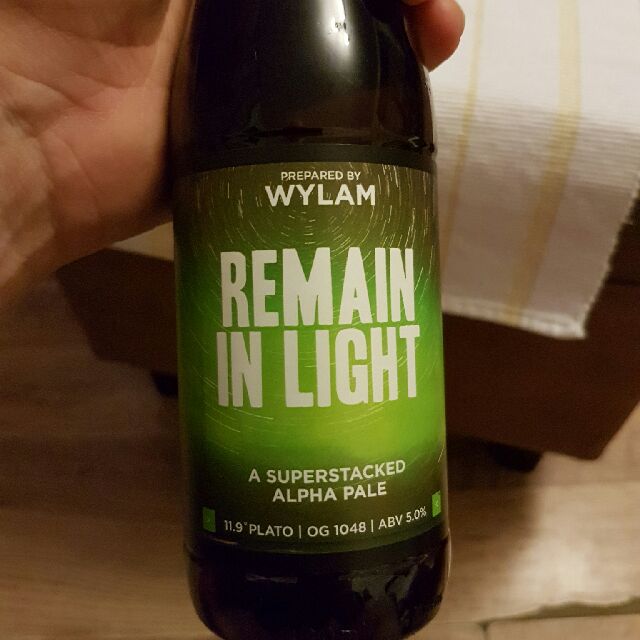 PREPARED BY
WYLAM
REMAIN
IN LIGHT
A SUPERSTACKED
ALPHA PALE
11.9° PLATO | OG 1048 | ABV 5.0%